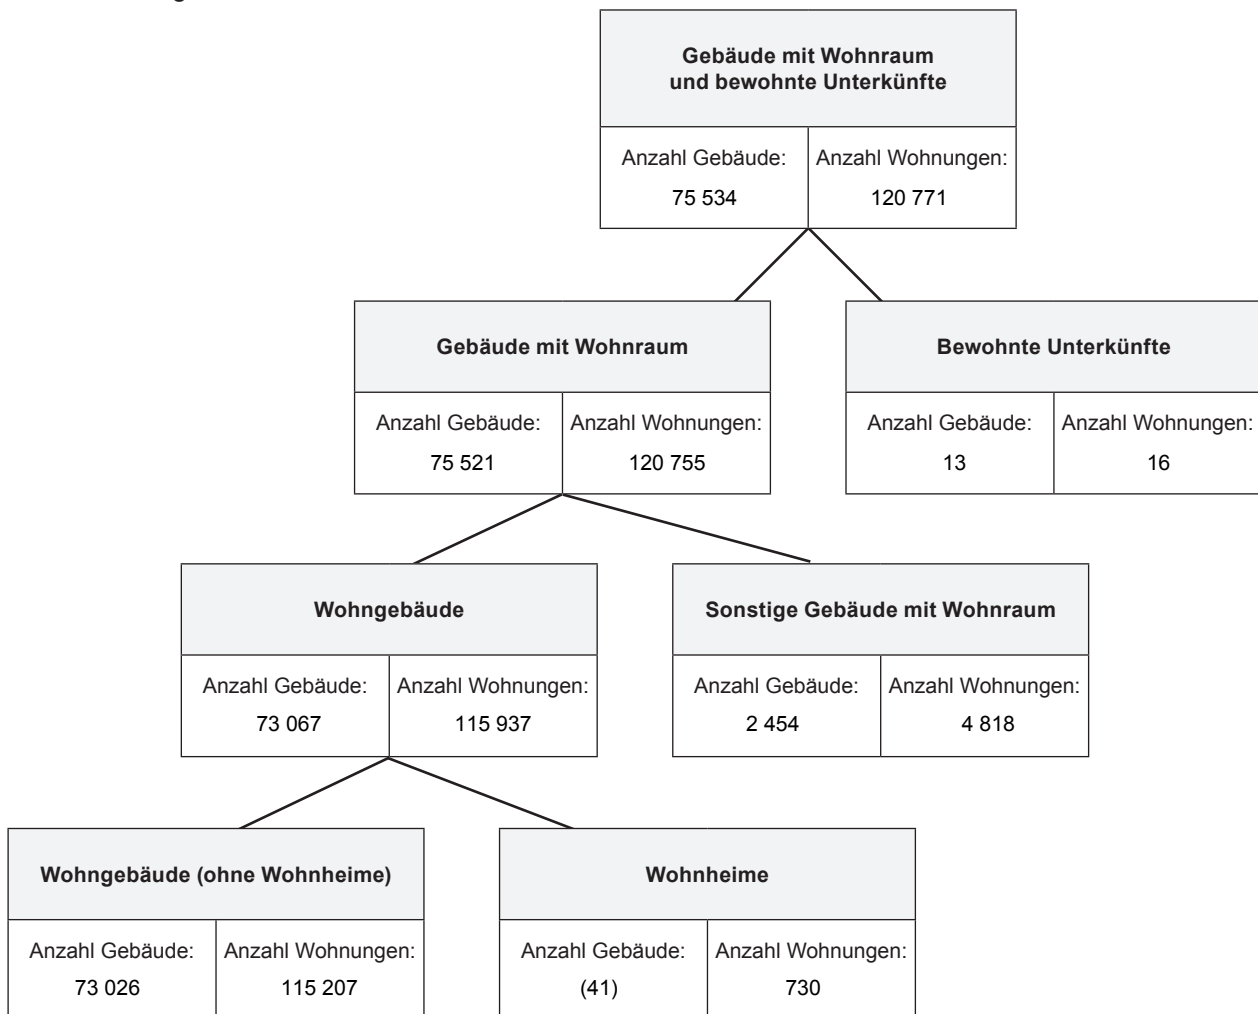 Gebäude mit Wohnraum
und bewohnte Unterkünfte
Anzahl Gebäude: Anzahl Wohnungen:
75 534 120 771
Gebäude mit Wohnraum Bewohnte Unterkünfte
Anzahl Gebäude: Anzahl Wohnungen: Anzahl Gebäude: Anzahl Wohnungen:
75 521 120 755 13 16
Wohngebäude Sonstige Gebäude mit Wohnraum
Anzahl Gebäude: Anzahl Wohnungen: Anzahl Gebäude: Anzahl Wohnungen:
73 067 115 937 2 454 4 818
Wohngebäude (ohne Wohnheime) Wohnheime
Anzahl Gebäude: Anzahl Wohnungen: Anzahl Gebäude: Anzahl Wohnungen:
73 026 115 207 (41) 730